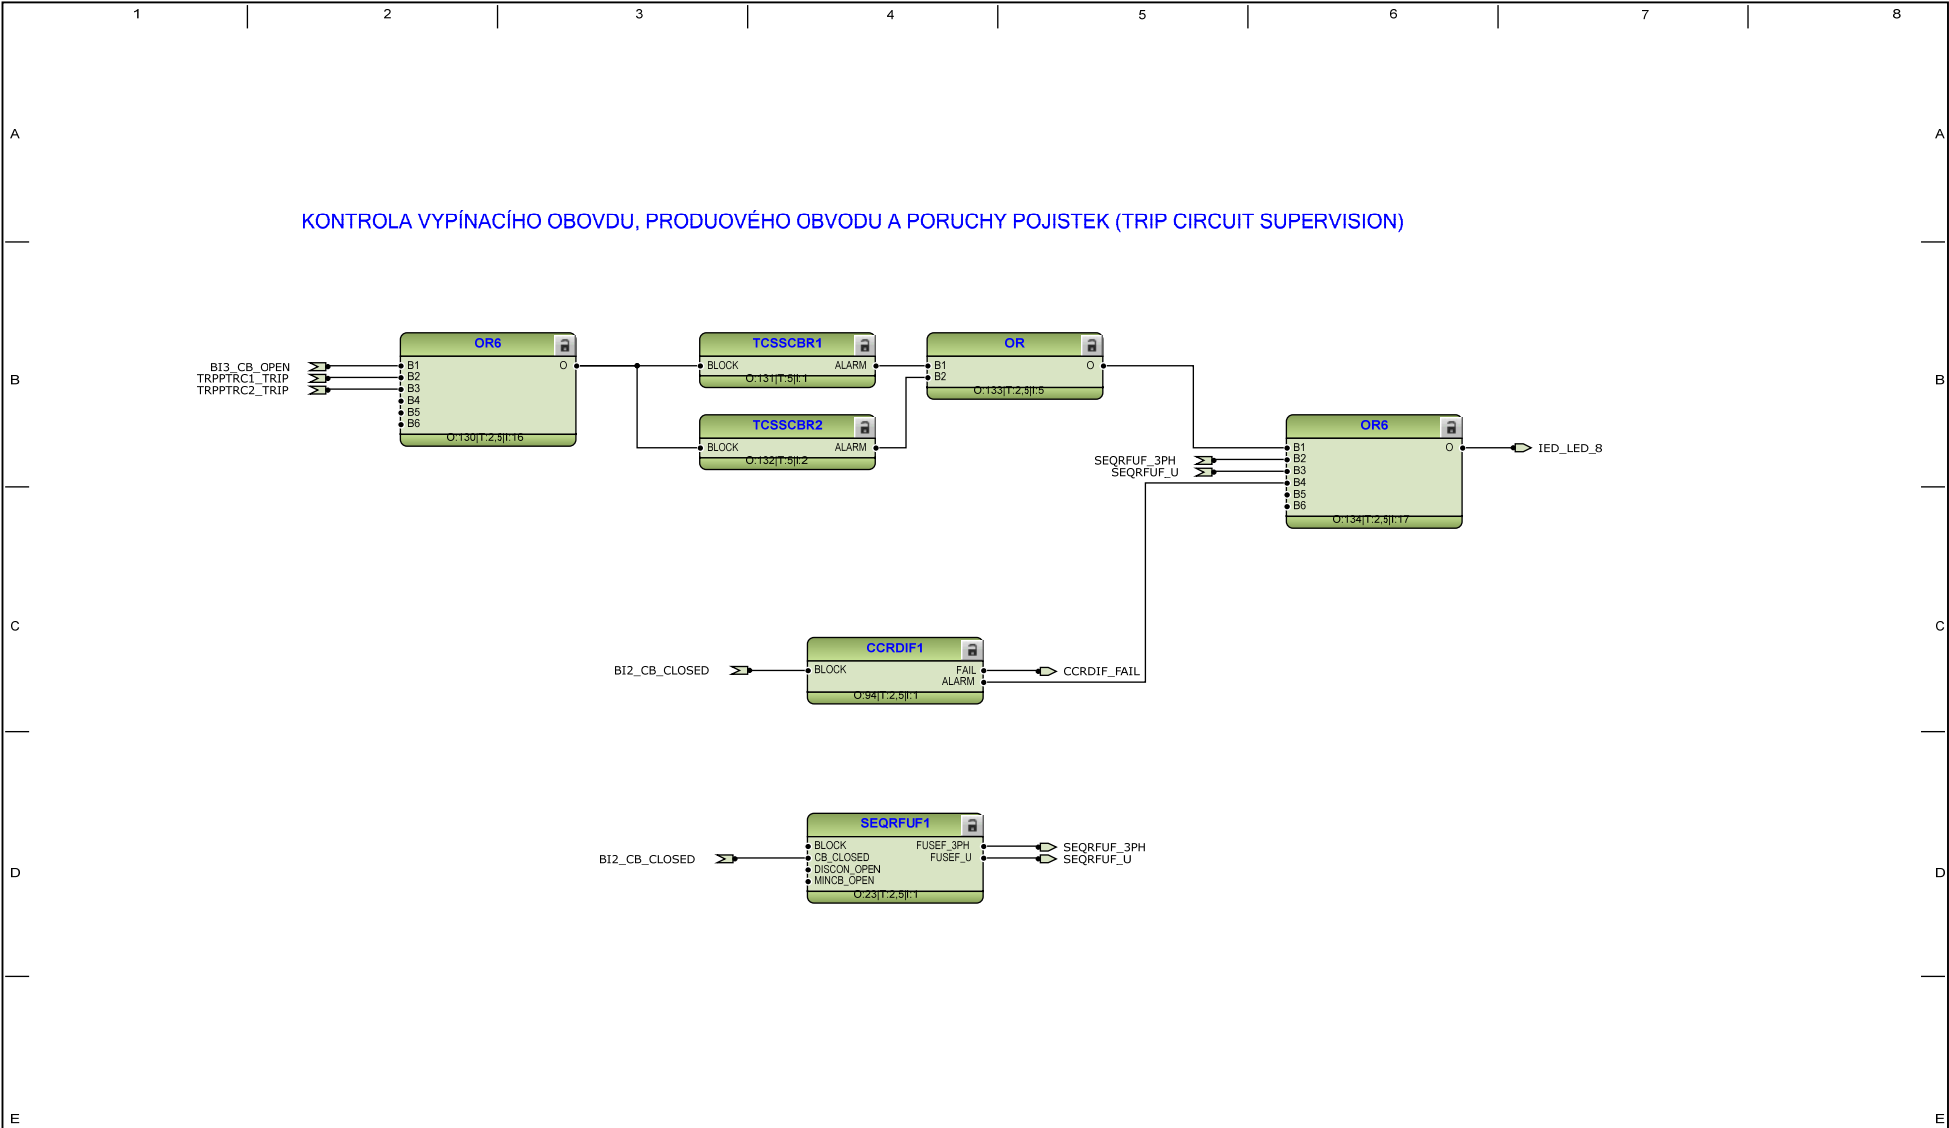 1 2 3 4 5 6 7 8
A A
KONTROLA VYPÍNACÍHO OBOVDU, PRODUOVÉHO OBVODU A PORUCHY POJISTEK (TRIP CIRCUIT SUPERVISION)
OR6
BI3_CB_OPEN
TRPPTRC1_TRIP
TRPPTRC2_TRIP
B1 O
B2
B3
B4
B5
B6
O:130|T:2,5|I:16
TCSSCBR1
BLOCK ALARM
O:131|T:5|I:1
TCSSCBR2
BLOCK ALARM
O:132|T:5|I:2
OR
B1 O
B2
O:133|T:2,5|I:5
B B
OR6
SEQRFUF_3PH
SEQRFUF_U
B1 O
B2
B3
B4
B5
B6
O:134|T:2,5|I:17
IED_LED_8
C C
CCRDIF1
BI2_CB_CLOSED
BLOCK FAIL
ALARM
O:94|T:2,5|I:1
CCRDIF_FAIL
D D
SEQRFUF1
BI2_CB_CLOSED
BLOCK FUSEF_3PH
CB_CLOSED FUSEF_U
DISCON_OPEN
MINCB_OPEN
O:23|T:2,5|I:1
SEQRFUF_3PH
SEQRFUF_U
E E